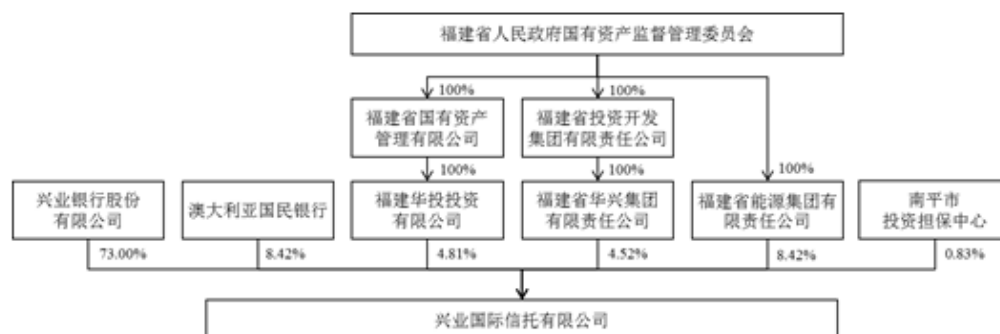 福建省人民政府国有资产监督管理委员会
100%
100%
福建省国有资产
管理有限公司
福建省投资开发
集团有限责任公司
100%
100%
100%
兴业银行股份
有限公司
澳大利亚国民银行
福建华投投资
有限公司
福建省华兴集团
有限责任公司
福建省能源集团有
限责任公司
南平市
投资担保中心
73.00%
8.42%
4.81%
4.52%
8.42%
0.83%
兴业国际信托有限公司